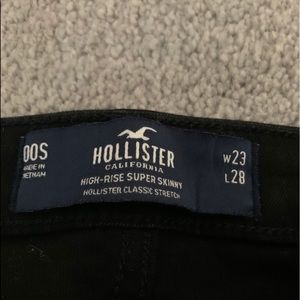 00S
MADE IN
VIETNAM
HOLLISTER
CALIFORNIA
HIGH-RISE SUPER SKINNY
HOLLISTER CLASSIC STRETCH
W23
L28